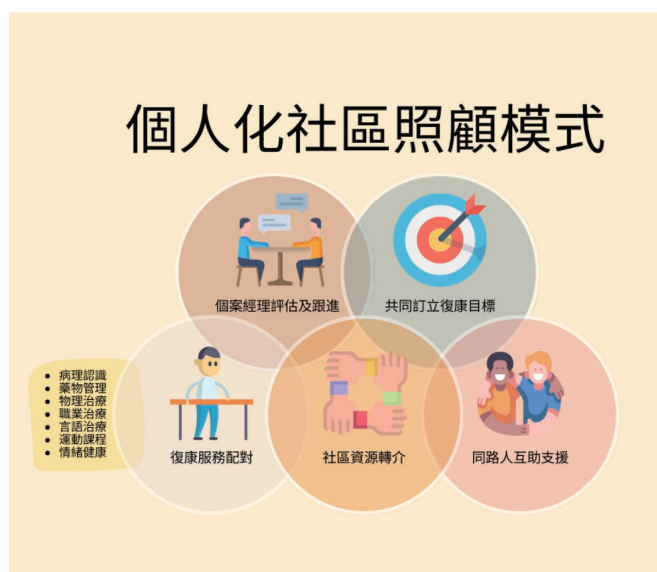 個人化社區照顧模式
個案經理評估及跟進
共同訂立復康目標
病理認識
藥物管理
物理治療
職業治療
言語治療
運動課程
情緒健康
復康服務配對
社區資源轉介
同路人互助支援